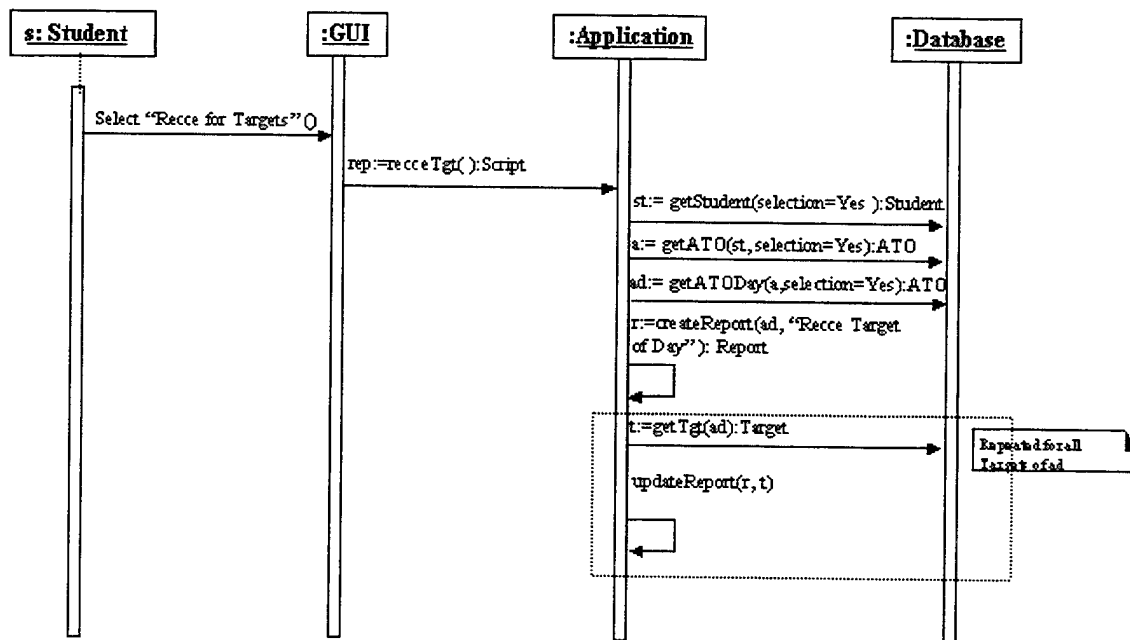 s: Student
:GUI
:Application
:Database
Select “Recce for Targets” ()
rep:=recceTgt( ):Script
st:= getStudent(selection=Yes ):Student
a:= getATO(st, selection=Yes):ATO
ad:= getATODay(a,selection=Yes):ATO
r:=createReport(ad, “Recce Target
of Day”): Report
t:=getTgt(ad):Target
Repeated for all
Targets of ad
updateReport(r, t)